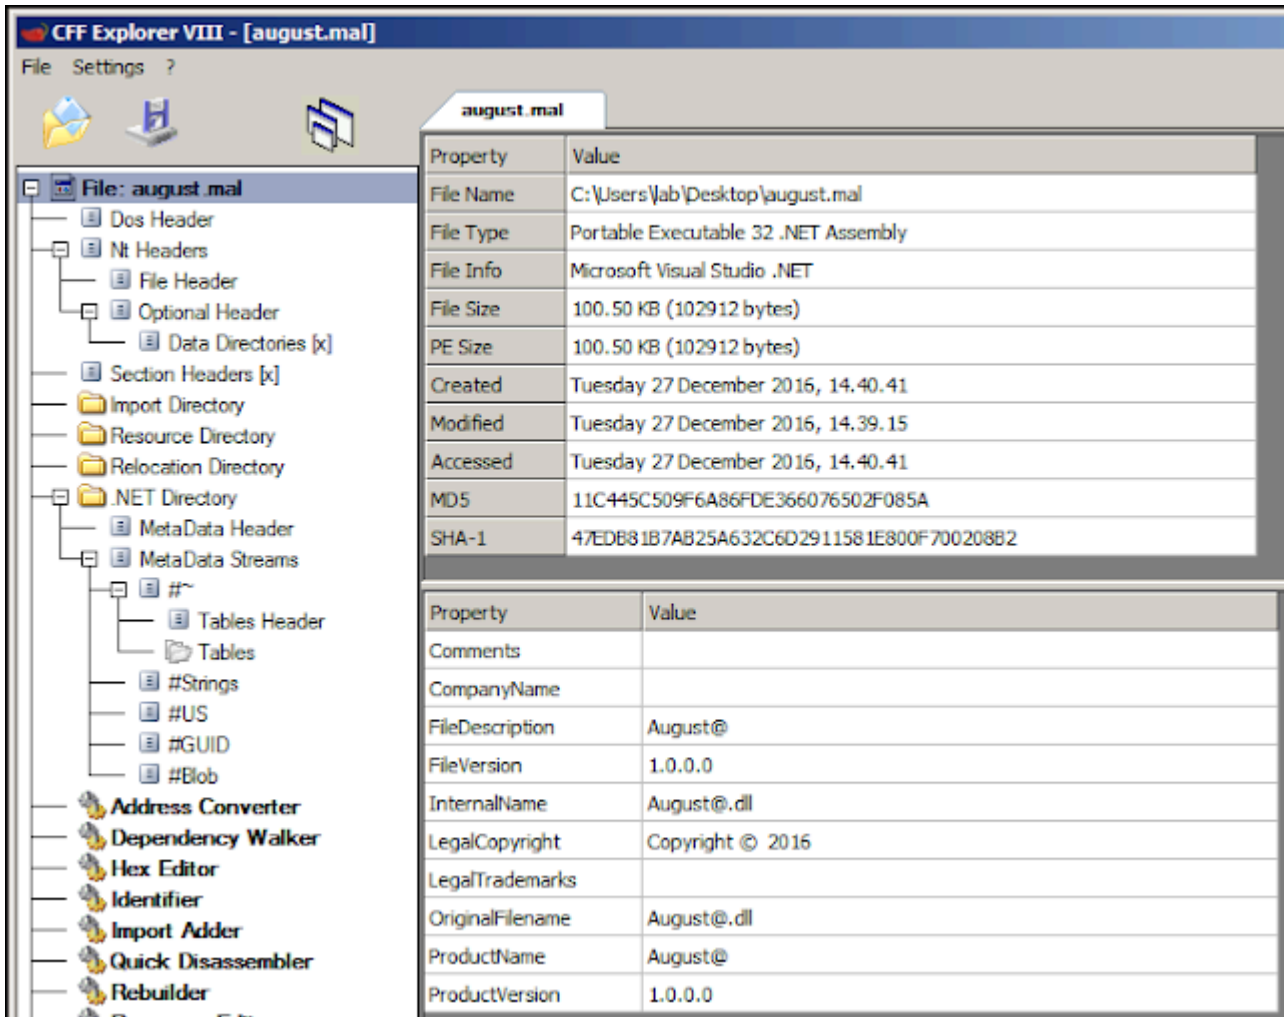 CFF Explorer VIII - [august.mal]
File Settings ?
august.mal
File: august.mal
Dos Header
Nt Headers
File Header
Optional Header
Data Directories [x]
Section Headers [x]
Import Directory
Resource Directory
Relocation Directory
.NET Directory
MetaData Header
MetaData Streams
#~
Tables Header
Tables
#Strings
#US
#GUID
#Blob
Address Converter
Dependency Walker
Hex Editor
Identifier
Import Adder
Quick Disassembler
Rebuilder
Property Value
File Name C:\Users\lab\Desktop\august.mal
File Type Portable Executable 32 .NET Assembly
File Info Microsoft Visual Studio .NET
File Size 100.50 KB (102912 bytes)
PE Size 100.50 KB (102912 bytes)
Created Tuesday 27 December 2016, 14.40.41
Modified Tuesday 27 December 2016, 14.39.15
Accessed Tuesday 27 December 2016, 14.40.41
MD5 11C445C509F6A86FDE366076502F085A
SHA-1 47EDB81B7AB25A632C6D2911581E800F700208B2
Property Value
Comments
CompanyName
FileDescription August@
FileVersion 1.0.0.0
InternalName August@.dll
LegalCopyright Copyright © 2016
LegalTrademarks
OriginalFilename August@.dll
ProductName August@
ProductVersion 1.0.0.0